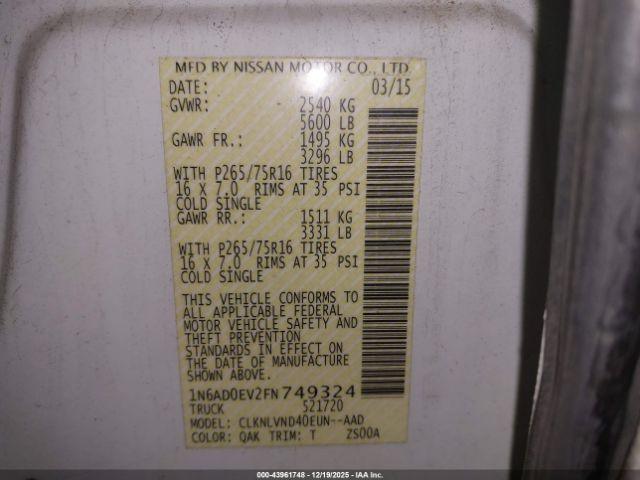 MFD BY NISSAN MOTOR CO., LTD.
DATE: 03/15
GVWR: 2540 KG
5600 LB
GAWR FR.: 1495 KG
3296 LB
WITH P265/75R16 TIRES
16 X 7.0 RIMS AT 35 PSI
COLD SINGLE
GAWR RR.: 1511 KG
3331 LB
WITH P265/75R16 TIRES
16 X 7.0 RIMS AT 35 PSI
COLD SINGLE
THIS VEHICLE CONFORMS TO
ALL APPLICABLE FEDERAL
MOTOR VEHICLE SAFETY AND
THEFT PREVENTION
STANDARDS IN EFFECT ON
THE DATE OF MANUFACTURE
SHOWN ABOVE.
1N6AD0EV2FN749324
TRUCK 521720
MODEL: CLKNLVND40EUN--AAD
COLOR: QAK TRIM: T ZS00A
000-43961748 - 12/19/2025 - IAAI.COM